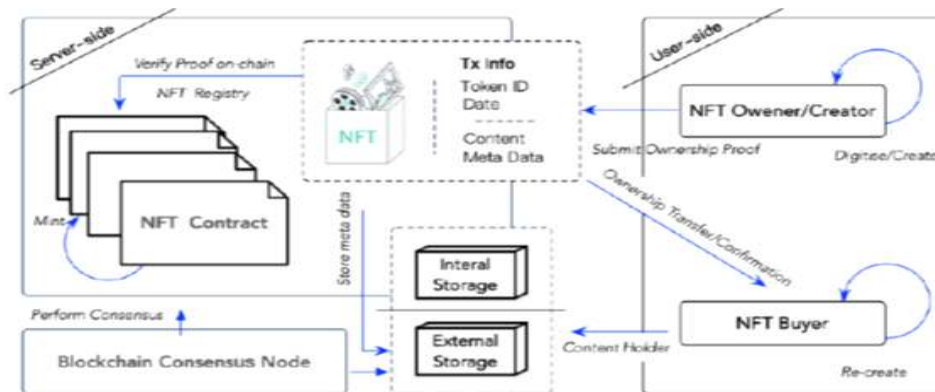 Server-side
User-side
Verify Proof on-chain
NFT Registry
NFT
Tx Info
Token ID
Date
Content
Meta Data
NFT Owener/Creator
Submit Ownership Proof
Digitise/Create
Mint
NFT Contract
Store meta data
Ownership Transfer/Confirmation
Interal
Storage
Perform Consensus
NFT Buyer
Blockchain Consensus Node
External
Storage
Content Holder
Re-create